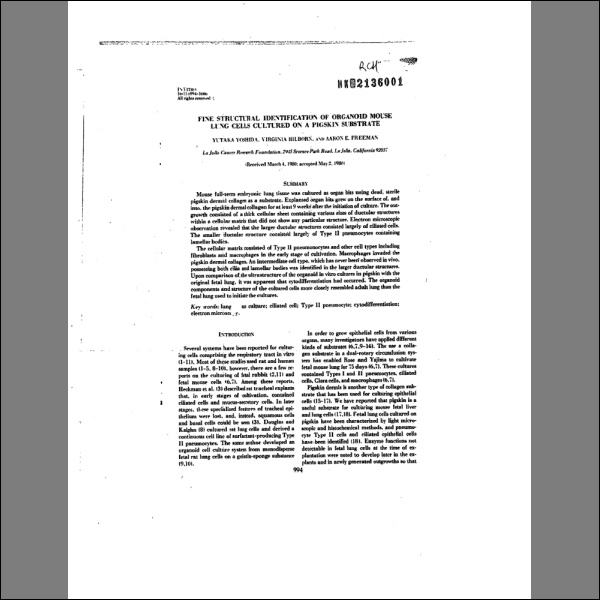 RCH
HK02136001
All rights reserved
FINE STRUCTURAL IDENTIFICATION OF ORGANOID MOUSE
LUNG CELLS CULTURED ON A PIGSKIN SUBSTRATE
YUTAKA YOSHIDA, VIRGINIA HILBORN, AND AARON E. FREEMAN
La Jolla Cancer Research Foundation, 2945 Science Park Road, La Jolla, California 92037
(Received March 4, 1980; accepted May 2, 1980)
SUMMARY
Mouse full-term embryonic lung tissue was cultured as organ bits using dead, sterile
pigskin dermal collagen as a substrate. Explanted organ bits grew on the surface of, and
into, the pigskin dermal collagen for at least 9 weeks after the initiation of culture. The out-
growth consisted of a thick cellular sheet containing various sizes of ductular structures
within a cellular matrix that did not show any particular structure. Electron microscopic
observation revealed that the larger ductular structures consisted largely of ciliated cells.
The smaller ductular structure consisted largely of Type II pneumocytes containing
lamellar bodies.
The cellular matrix consisted of Type II pneumonocytes and other cell types including
fibroblasts and macrophages in the early stage of cultivation. Macrophages invaded the
pigskin dermal collagen. An intermediate cell type, which has never been observed in vivo,
possessing both cilia and lamellar bodies was identified in the larger ductular structures.
Upon comparison of the ultrastructure of the organoid in vitro cultures in pigskin with the
original fetal lung, it was apparent that cytodifferentiation had occurred. The organoid
components and structure of the cultured cells more closely resembled adult lung than the
fetal lung used to initiate the cultures.
Key words: lung culture; ciliated cell; Type II pneumocyte; cytodifferentiation;
electron
INTRODUCTION
Several systems have been reported for cultur-
ing cells comprising the respiratory tract in vitro
(1–11). Most of these studies used rat and human
samples (1–5, 8–10), however, there are a few re-
ports on the culturing of fetal rabbit (2,11) and
fetal mouse cells (6,7). Among these reports,
Heckman et al. (3) described rat tracheal explants
that, in early stages of cultivation, contained
ciliated cells and mucus-secretory cells. In later
stages, these specialized features of tracheal epi-
thelium were lost, and, instead, squamous cells
and basal cells could be seen (3). Douglas and
Kaighn (8) cultured rat lung cells and derived a
continuous cell line of surfactant-producing Type
II pneumocytes. The same author developed an
organoid cell culture system from monodisperse
fetal rat lung cells on a gelatin-sponge substance
(9,10).
In order to grow epithelial cells from various
organs, many investigators have applied different
kinds of substrates (6,7,9–14). The use a colla-
gen substrate in a dual-rotary circumfusion sys-
tem has enabled Rose and Yajima to cultivate
fetal mouse lung for 75 days (6,7). These cultures
contained Types I and II pneumocytes, ciliated
cells, Clara cells, and macrophages (6,7).
Pigskin dermis is another type of collagen sub-
strate that has been used for culturing epithelial
cells (15–17). We have reported that pigskin is a
useful substrate for culturing mouse fetal liver
and lung cells (17,18). Fetal lung cells cultured on
pigskin have been characterized by light micro-
scopic and histochemical methods, and pneumo-
cyte Type II cells and ciliated epithelial cells
have been identified (18). Enzyme functions not
detectable in fetal lung cells at the time of ex-
plantation were noted to develop later in the ex-
plants and in newly generated outgrowths so that
994